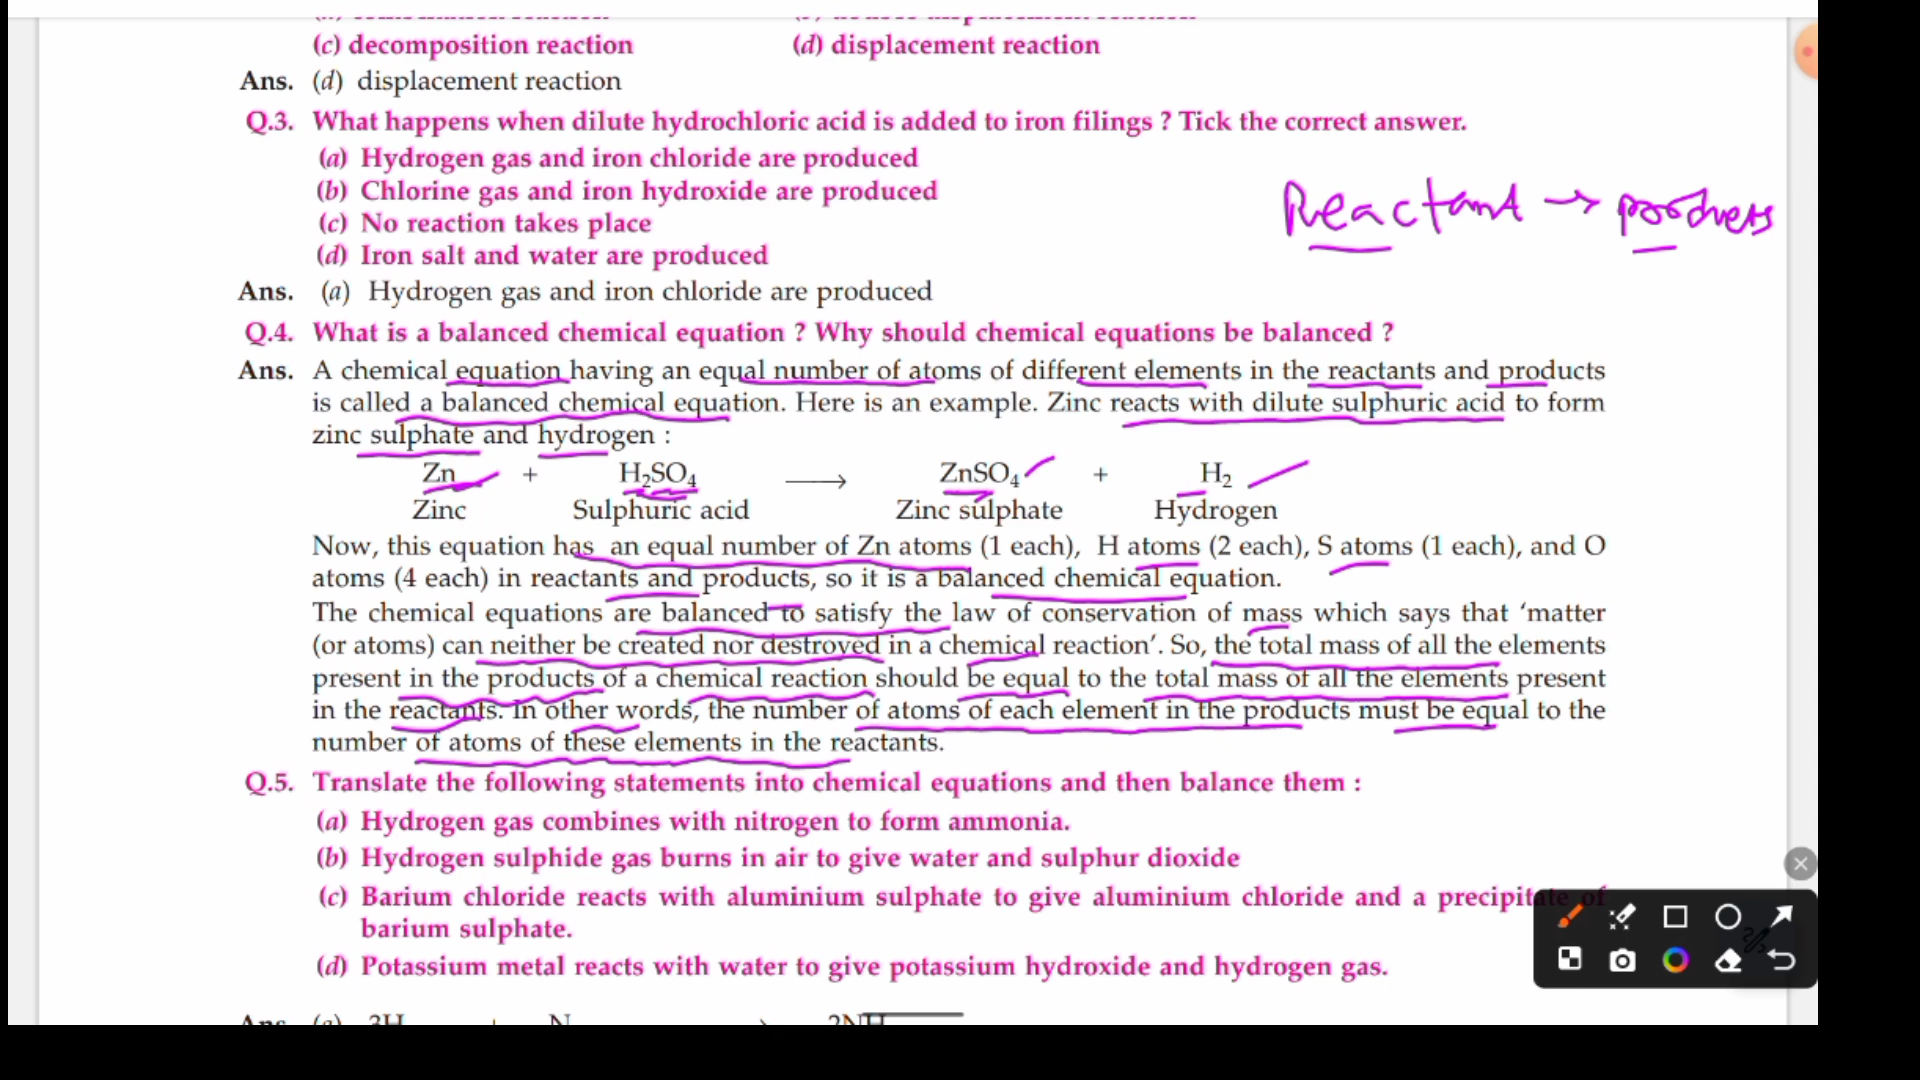 (c) decomposition reaction (d) displacement reaction
Ans. (d) displacement reaction
Q.3. What happens when dilute hydrochloric acid is added to iron filings ? Tick the correct answer.
(a) Hydrogen gas and iron chloride are produced
(b) Chlorine gas and iron hydroxide are produced
(c) No reaction takes place
(d) Iron salt and water are produced
Reactant → products
Ans. (a) Hydrogen gas and iron chloride are produced
Q.4. What is a balanced chemical equation ? Why should chemical equations be balanced ?
Ans. A chemical equation having an equal number of atoms of different elements in the reactants and products
is called a balanced chemical equation. Here is an example. Zinc reacts with dilute sulphuric acid to form
zinc sulphate and hydrogen :
Zn + H₂SO₄ ⟶ ZnSO₄ + H₂
Zinc Sulphuric acid Zinc sulphate Hydrogen
Now, this equation has an equal number of Zn atoms (1 each), H atoms (2 each), S atoms (1 each), and O
atoms (4 each) in reactants and products, so it is a balanced chemical equation.
The chemical equations are balanced to satisfy the law of conservation of mass which says that ‘matter
(or atoms) can neither be created nor destroyed in a chemical reaction’. So, the total mass of all the elements
present in the products of a chemical reaction should be equal to the total mass of all the elements present
in the reactants. In other words, the number of atoms of each element in the products must be equal to the
number of atoms of these elements in the reactants.
Q.5. Translate the following statements into chemical equations and then balance them :
(a) Hydrogen gas combines with nitrogen to form ammonia.
(b) Hydrogen sulphide gas burns in air to give water and sulphur dioxide
(c) Barium chloride reacts with aluminium sulphate to give aluminium chloride and a precipitate of
barium sulphate.
(d) Potassium metal reacts with water to give potassium hydroxide and hydrogen gas.